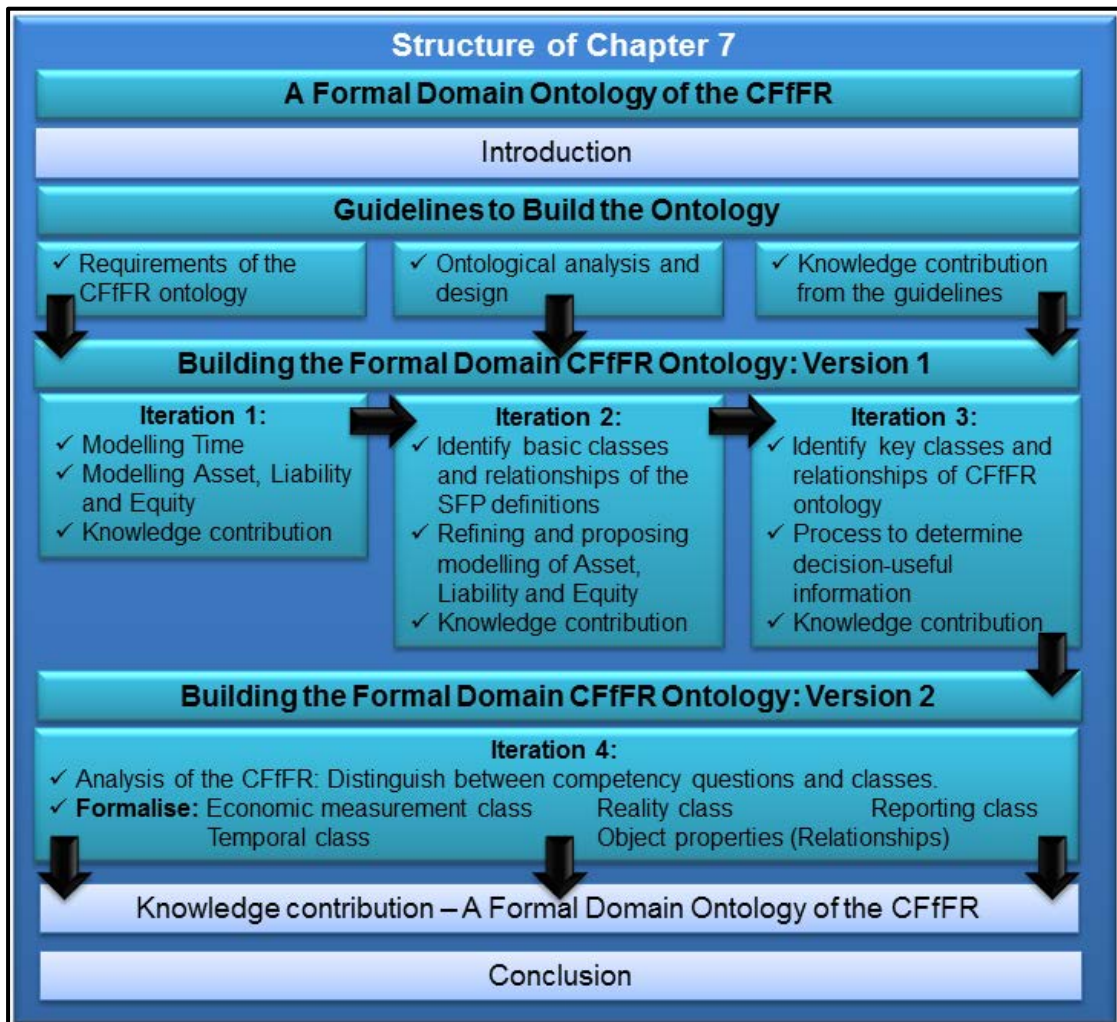 Structure of Chapter 7
A Formal Domain Ontology of the CFfFR
Introduction
Guidelines to Build the Ontology
✓ Requirements of the
CFfFR ontology
✓ Ontological analysis and
design
✓ Knowledge contribution
from the guidelines
Building the Formal Domain CFfFR Ontology: Version 1
Iteration 1:
✓ Modelling Time
✓ Modelling Asset, Liability
and Equity
✓ Knowledge contribution
Iteration 2:
✓ Identify basic classes
and relationships of the
SFP definitions
✓ Refining and proposing
modelling of Asset,
Liability and Equity
✓ Knowledge contribution
Iteration 3:
✓ Identify key classes and
relationships of CFfFR
ontology
✓ Process to determine
decision-useful
information
✓ Knowledge contribution
Building the Formal Domain CFfFR Ontology: Version 2
Iteration 4:
✓ Analysis of the CFfFR: Distinguish between competency questions and classes.
✓ Formalise: Economic measurement class Reality class Reporting class
Temporal class Object properties (Relationships)
Knowledge contribution – A Formal Domain Ontology of the CFfFR
Conclusion